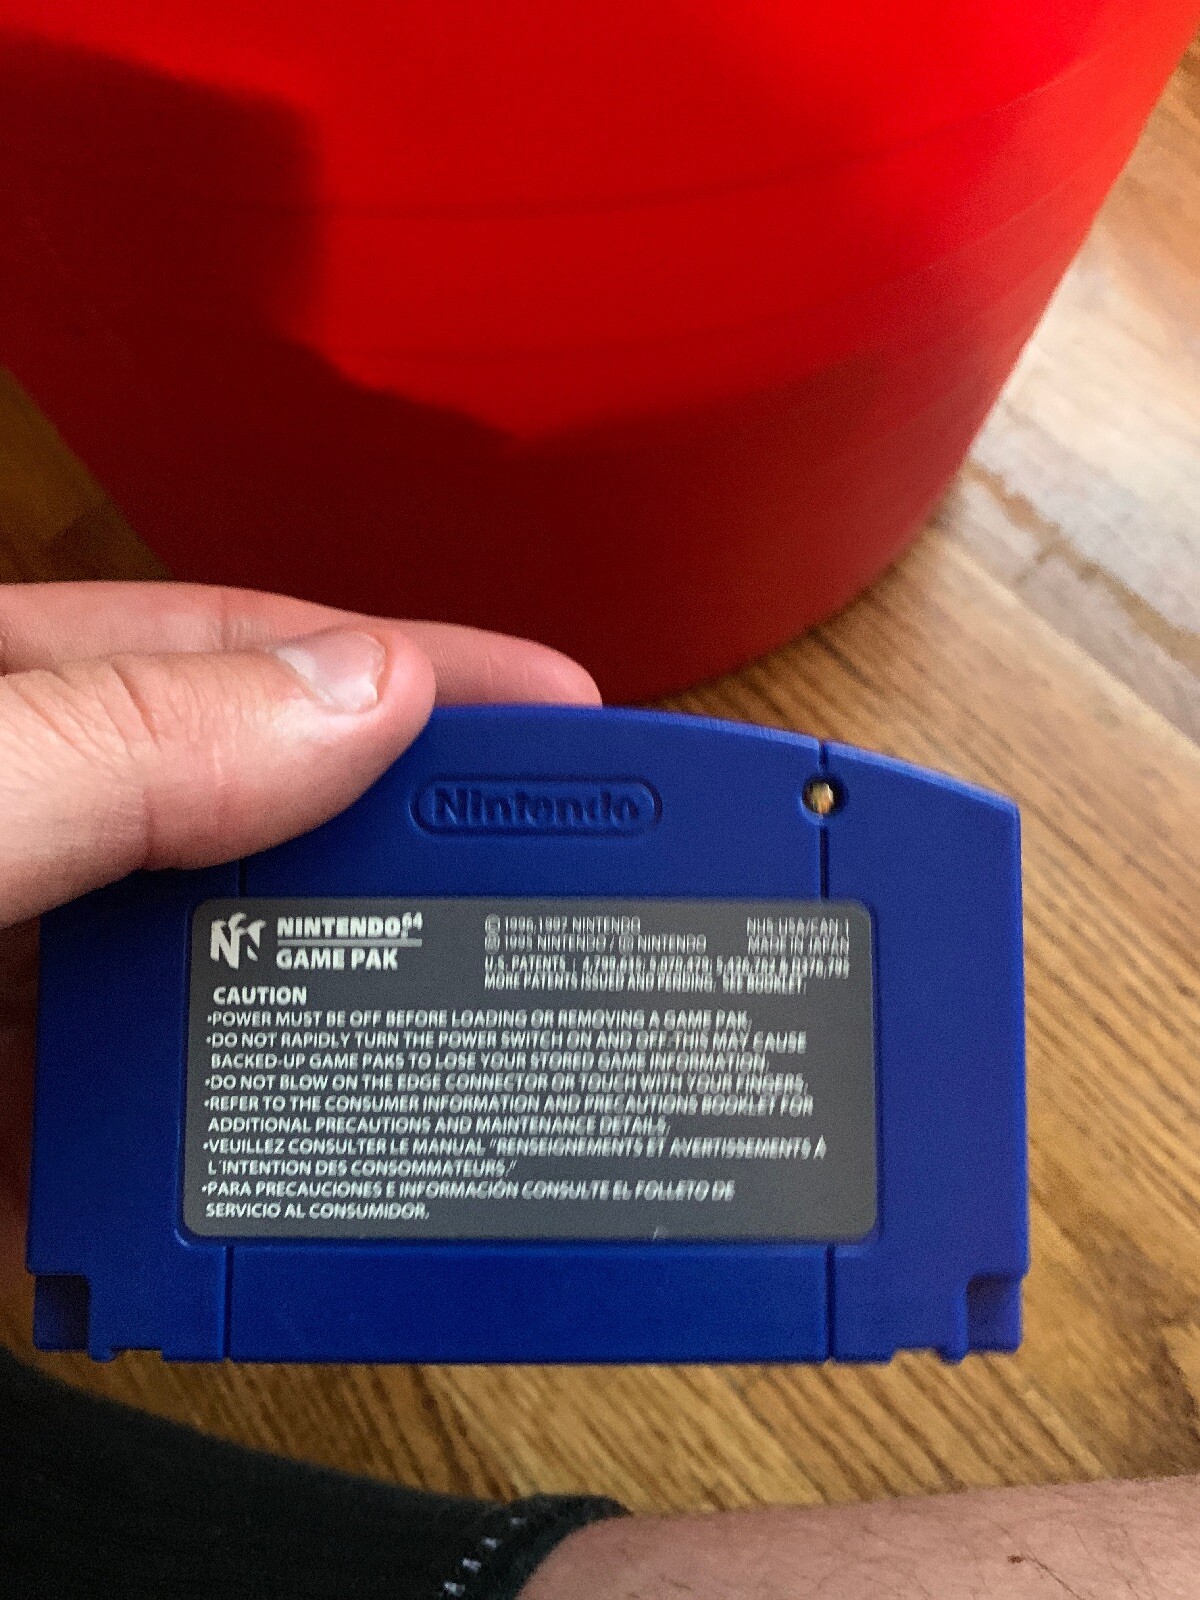 Nintendo
NINTENDO64
GAME PAK
© 1996,1997 NINTENDO
NINTENDO / NINTENDO
U.S. PATENTS
MORE PATENTS ISSUED AND PENDING. SEE BOOKLET.
NUS-USA/CAN-1
MADE IN JAPAN
CAUTION
•POWER MUST BE OFF BEFORE LOADING OR REMOVING A GAME PAK.
•DO NOT RAPIDLY TURN THE POWER SWITCH ON AND OFF. THIS MAY CAUSE
BACKED-UP GAME PAKS TO LOSE YOUR STORED GAME INFORMATION.
•DO NOT BLOW ON THE EDGE CONNECTOR OR TOUCH WITH YOUR FINGERS.
•REFER TO THE CONSUMER INFORMATION AND PRECAUTIONS BOOKLET FOR
ADDITIONAL PRECAUTIONS AND MAINTENANCE DETAILS.
•VEUILLEZ CONSULTER LE MANUAL "RENSEIGNEMENTS ET AVERTISSEMENTS À
L'INTENTION DES CONSOMMATEURS."
•PARA PRECAUCIONES E INFORMACIÓN CONSULTE EL FOLLETO DE
SERVICIO AL CONSUMIDOR.